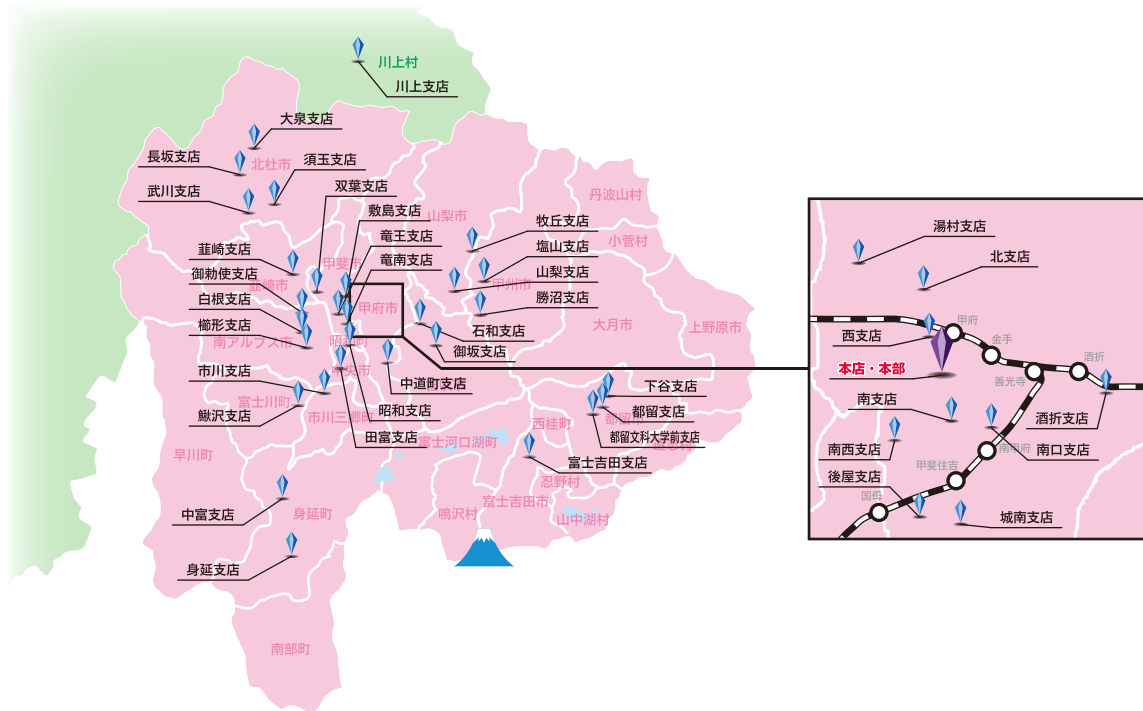 川上村
川上支店
大泉支店
長坂支店
北杜市
須玉支店
武川支店
双葉支店
敷島支店
山梨市
竜王支店
竜南支店
丹波山村
小菅村
牧丘支店
塩山支店
山梨支店
甲州市
勝沼支店
韮崎支店
甲斐市
御勅使支店
韮崎市
白根支店
甲府市
櫛形支店
南アルプス市
昭和町
石和支店
御坂支店
大月市
上野原市
市川支店
中央市
中道町支店
下谷支店
富士川町
鰍沢支店
市川三郷町
昭和支店
都留支店
都留市
西桂町
田富支店
富士河口湖町
都留文科大学前支店
道志村
早川町
富士吉田支店
忍野村
中富支店
身延町
鳴沢村
富士吉田市
山中湖村
身延支店
南部町
湯村支店
北支店
甲府
西支店
金手
本店・本部
善光寺
酒折
南支店
酒折支店
南西支店
南甲府
南口支店
甲斐住吉
後屋支店
国母
城南支店